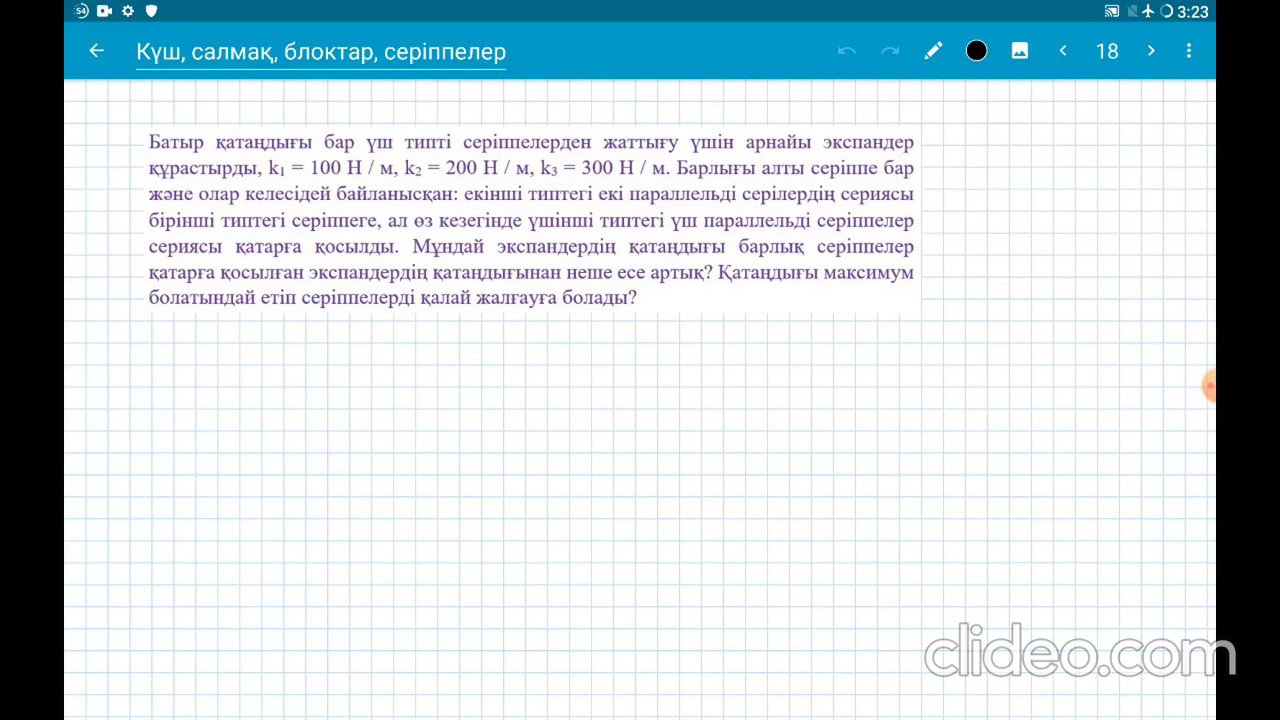 3:23
Күш, салмақ, блоктар, серіппелер
18
Батыр қатаңдығы бар үш типті серіппелерден жаттығу үшін арнайы экспандер
құрастырды, k₁ = 100 Н / м, k₂ = 200 Н / м, k₃ = 300 Н / м. Барлығы алты серіппе бар
және олар келесідей байланысқан: екінші типтегі екі параллельді серілердің сериясы
бірінші типтегі серіппеге, ал өз кезегінде үшінші типтегі үш параллельді серіппелер
сериясы қатарға қосылды. Мұндай экспандердің қатаңдығы барлық серіппелер
қатарға қосылған экспандердің қатаңдығынан неше есе артық? Қатаңдығы максимум
болатындай етіп серіппелерді қалай жалғауға болады?
clideo.com